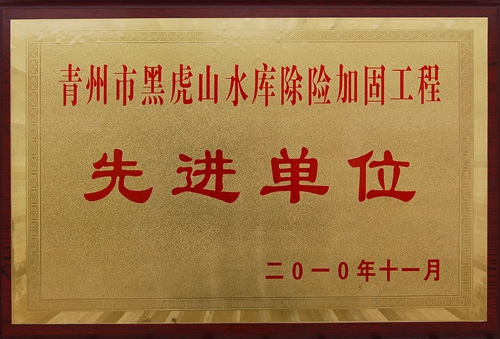 青州市黑虎山水库除险加固工程
先进单位
二〇一〇年十一月